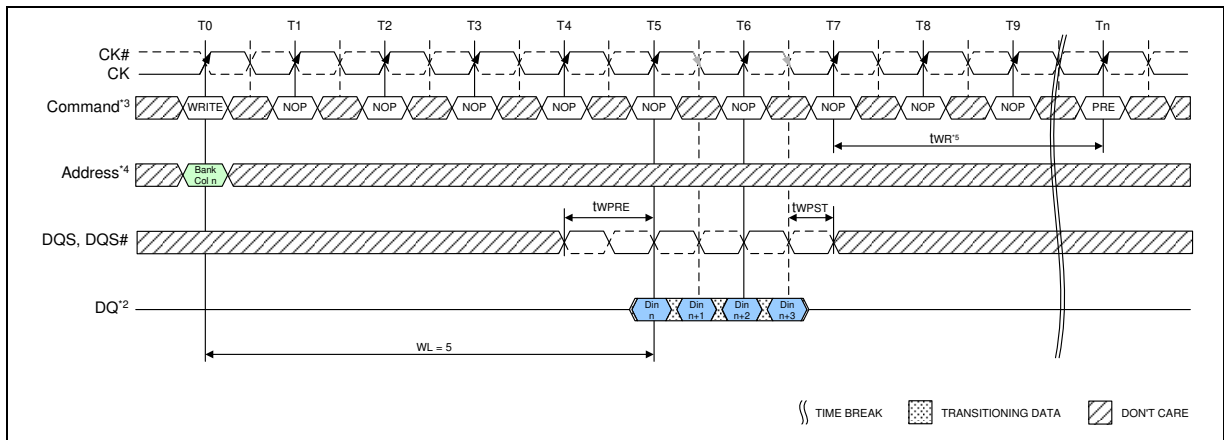 T0 T1 T2 T3 T4 T5 T6 T7 T8 T9 Tn
CK#
CK
Command*3 WRITE NOP NOP NOP NOP NOP NOP NOP NOP NOP PRE
tWR*5
Address*4 Bank
Col n
tWPRE tWPST
DQS, DQS#
DQ*2 Din
n Din
n+1 Din
n+2 Din
n+3
WL = 5
TIME BREAK TRANSITIONING DATA DON'T CARE